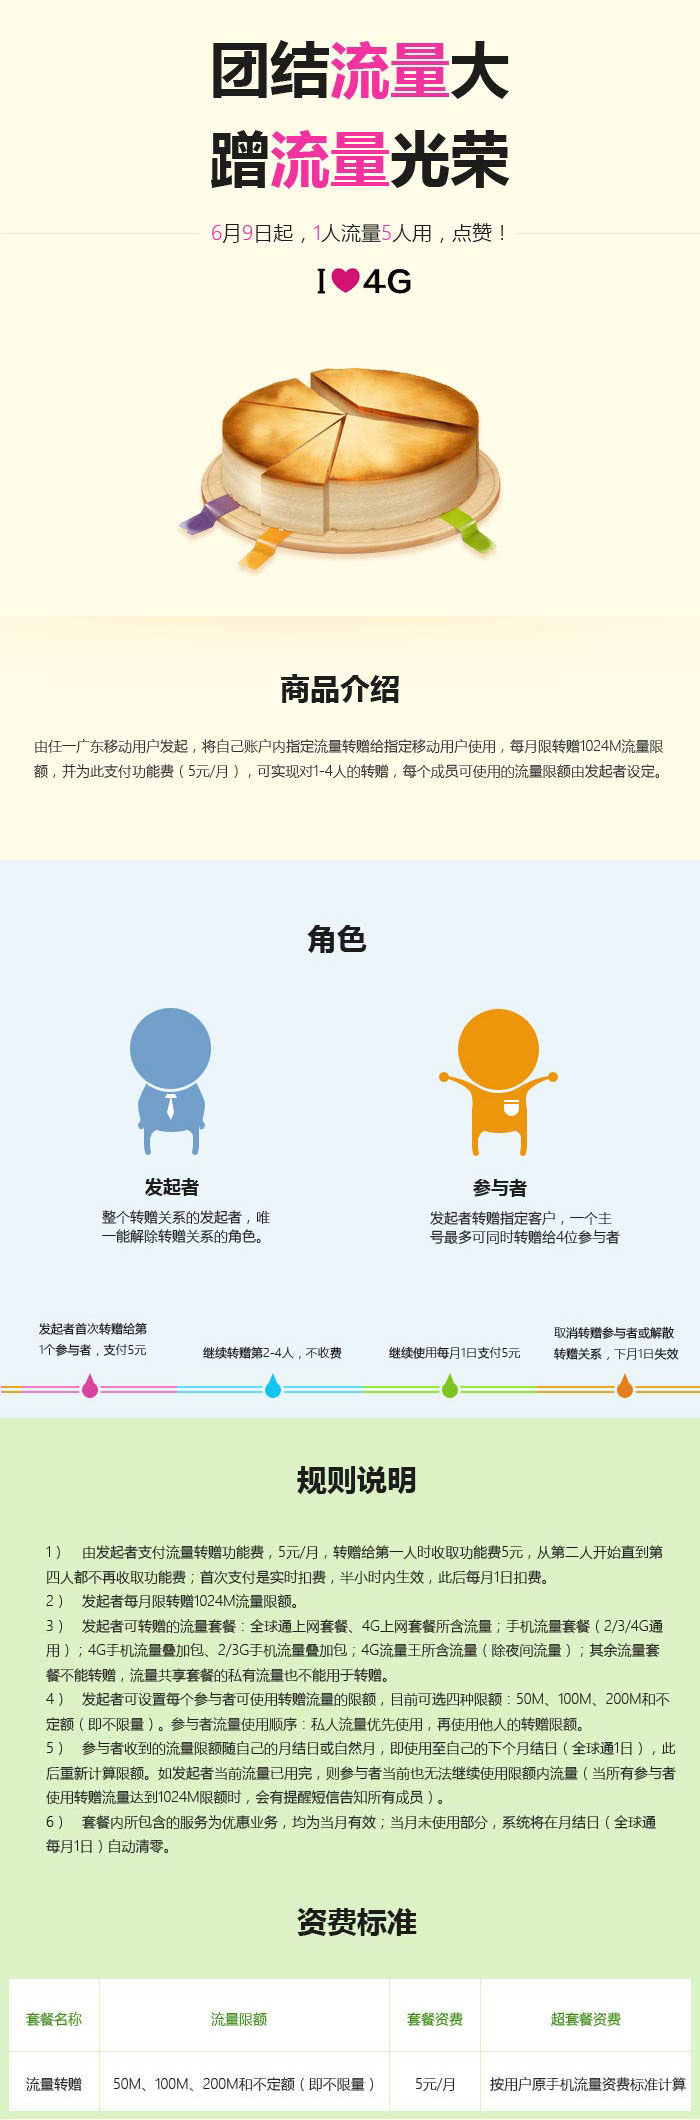 团结流量大
蹭流量光荣
6月9日起，1人流量5人用，点赞！
I 4G
商品介绍
由任一广东移动用户发起，将自己账户内指定流量转赠给指定移动用户使用，每月限转赠1024M流量限
额，并为此支付功能费（5元/月），可实现对1-4人的转赠，每个成员可使用的流量限额由发起者设定。
角色
发起者
整个转赠关系的发起者，唯
一能解除转赠关系的角色。
参与者
发起者转赠指定客户，一个主
号最多可同时转赠给4位参与者
发起者首次转赠给第
1个参与者，支付5元
继续转赠第2-4人，不收费
继续使用每月1日支付5元
取消转赠参与者或解散
转赠关系，下月1日失效
规则说明
1） 由发起者支付流量转赠功能费，5元/月，转赠给第一人时收取功能费5元，从第二人开始直到第
四人都不再收取功能费；首次支付是实时扣费，半小时内生效，此后每月1日扣费。
2） 发起者每月限转赠1024M流量限额。
3） 发起者可转赠的流量套餐：全球通上网套餐、4G上网套餐所含流量；手机流量套餐（2/3/4G通
用）；4G手机流量叠加包、2/3G手机流量叠加包；4G流量王所含流量（除夜间流量）；其余流量套
餐不能转赠，流量共享套餐的私有流量也不能用于转赠。
4） 发起者可设置每个参与者可使用转赠流量的限额，目前可选四种限额：50M、100M、200M和不
定额（即不限量）。参与者流量使用顺序：私人流量优先使用，再使用他人的转赠限额。
5） 参与者收到的流量限额随自己的月结日或自然月，即使用至自己的下个月结日（全球通1日），此
后重新计算限额。如发起者当前流量已用完，则参与者当前也无法继续使用限额内流量（当所有参与者
使用转赠流量达到1024M限额时，会有提醒短信告知所有成员）。
6） 套餐内所包含的服务为优惠业务，均为当月有效；当月未使用部分，系统将在月结日（全球通
每月1日）自动清零。
资费标准
套餐名称 流量限额 套餐资费 超套餐资费
流量转赠 50M、100M、200M和不定额（即不限量） 5元/月 按用户原手机流量资费标准计算